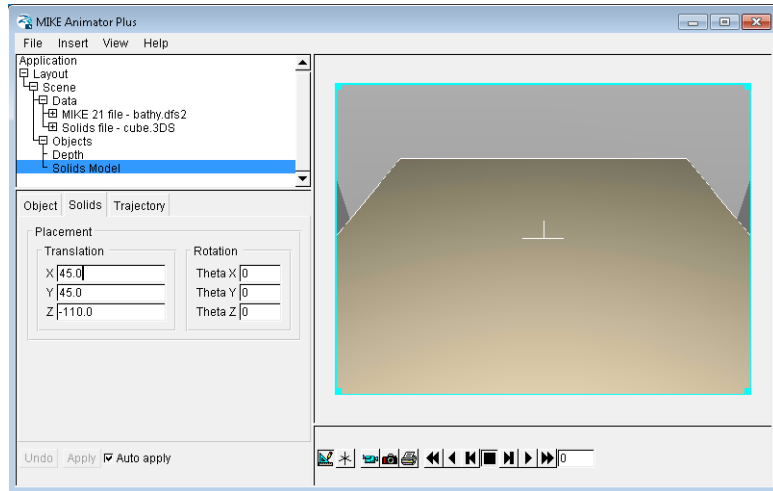 MIKE Animator Plus
File Insert View Help
Application
Layout
Scene
Data
MIKE 21 file - bathy.dfs2
Solids file - cube.3DS
Objects
Depth
Solids Model
Object Solids Trajectory
Placement
Translation Rotation
X 45.0 Theta X 0
Y 45.0 Theta Y 0
Z -110.0 Theta Z 0
Undo Apply Auto apply 0